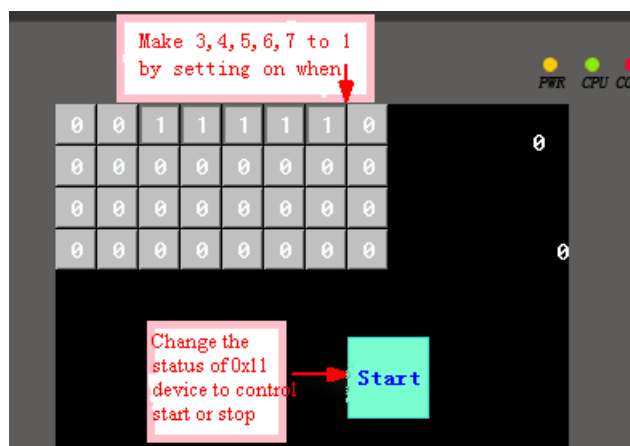 Make 3,4,5,6,7 to 1
by setting on when
PWR CPU
0 0 1 1 1 1 1 0
0
0 0 0 0 0 0 0 0
0 0 0 0 0 0 0 0
0 0 0 0 0 0 0 0
0
Change the
status of 0x11
device to control
start or stop
Start